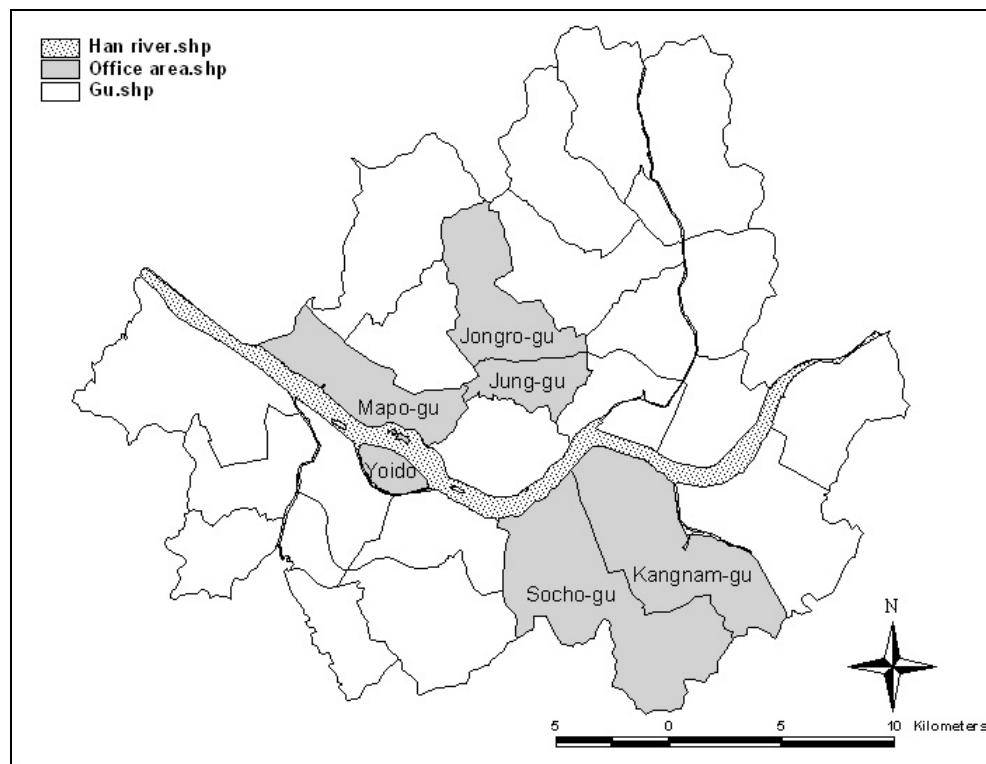 Han river.shp
Office area.shp
Gu.shp
Jongro-gu
Jung-gu
Mapo-gu
Yoido
Kangnam-gu
Socho-gu
N
5 0 5 10 Kilometers